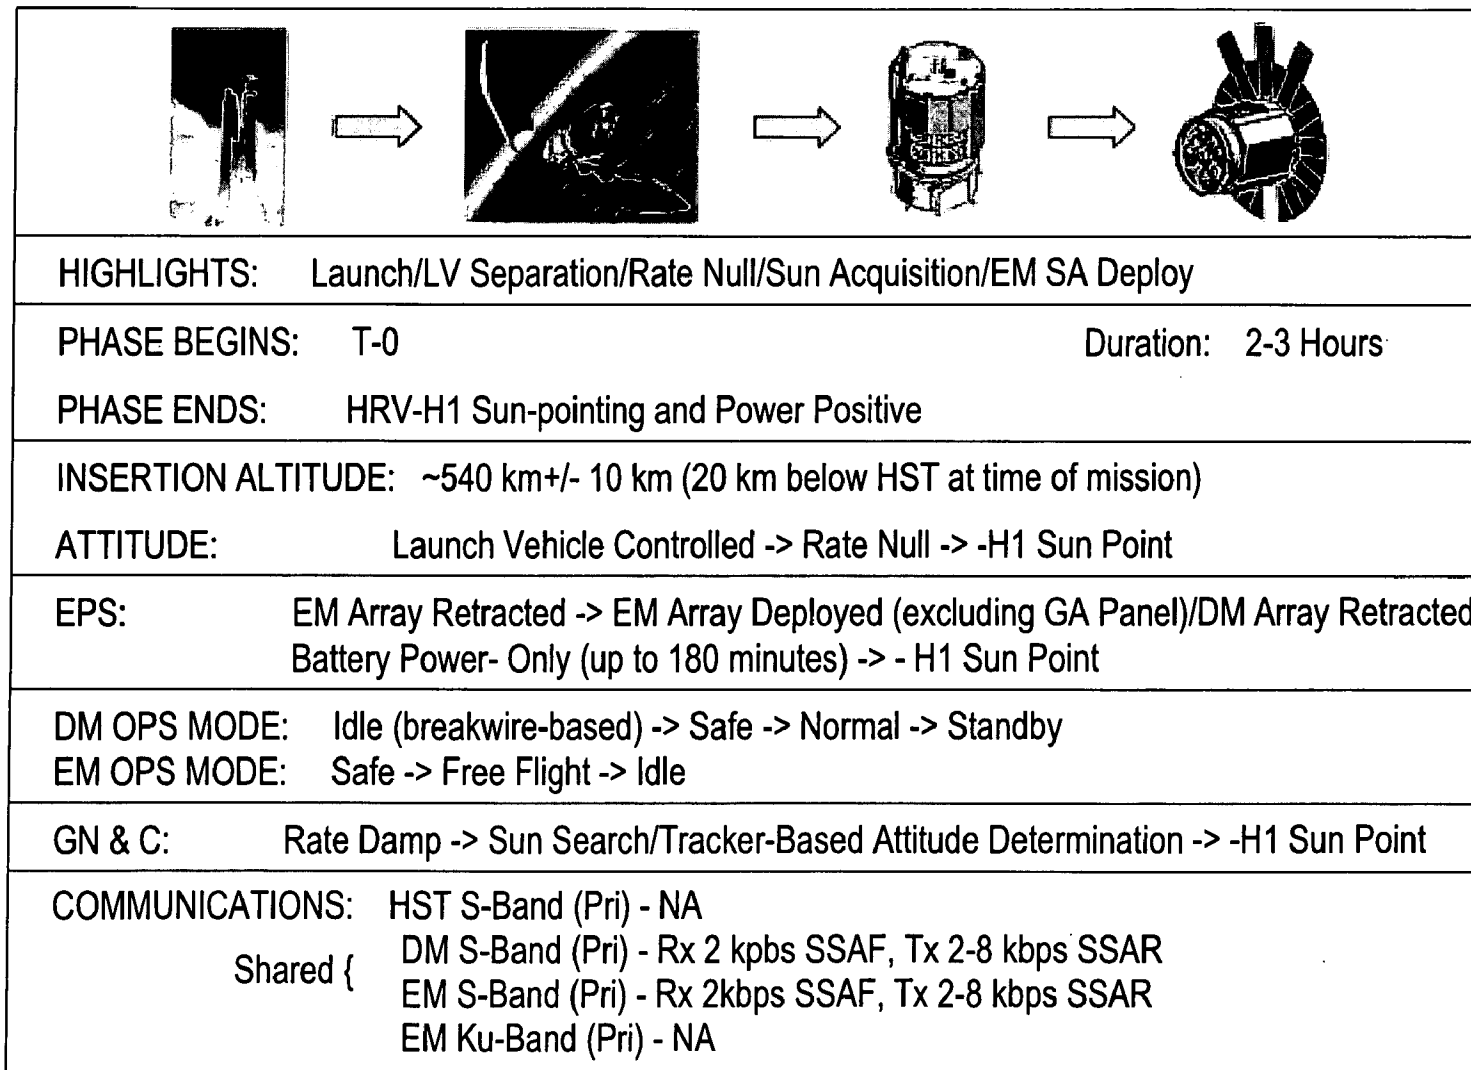 HIGHLIGHTS: Launch/LV Separation/Rate Null/Sun Acquisition/EM SA Deploy
PHASE BEGINS: T-0 Duration: 2-3 Hours
PHASE ENDS: HRV-H1 Sun-pointing and Power Positive
INSERTION ALTITUDE: ~540 km+/- 10 km (20 km below HST at time of mission)
ATTITUDE: Launch Vehicle Controlled -> Rate Null -> -H1 Sun Point
EPS: EM Array Retracted -> EM Array Deployed (excluding GA Panel)/DM Array Retracted
Battery Power- Only (up to 180 minutes) -> - H1 Sun Point
DM OPS MODE: Idle (breakwire-based) -> Safe -> Normal -> Standby
EM OPS MODE: Safe -> Free Flight -> Idle
GN & C: Rate Damp -> Sun Search/Tracker-Based Attitude Determination -> -H1 Sun Point
COMMUNICATIONS: HST S-Band (Pri) - NA
Shared { DM S-Band (Pri) - Rx 2 kpbs SSAF, Tx 2-8 kbps SSAR
EM S-Band (Pri) - Rx 2kbps SSAF, Tx 2-8 kbps SSAR
EM Ku-Band (Pri) - NA